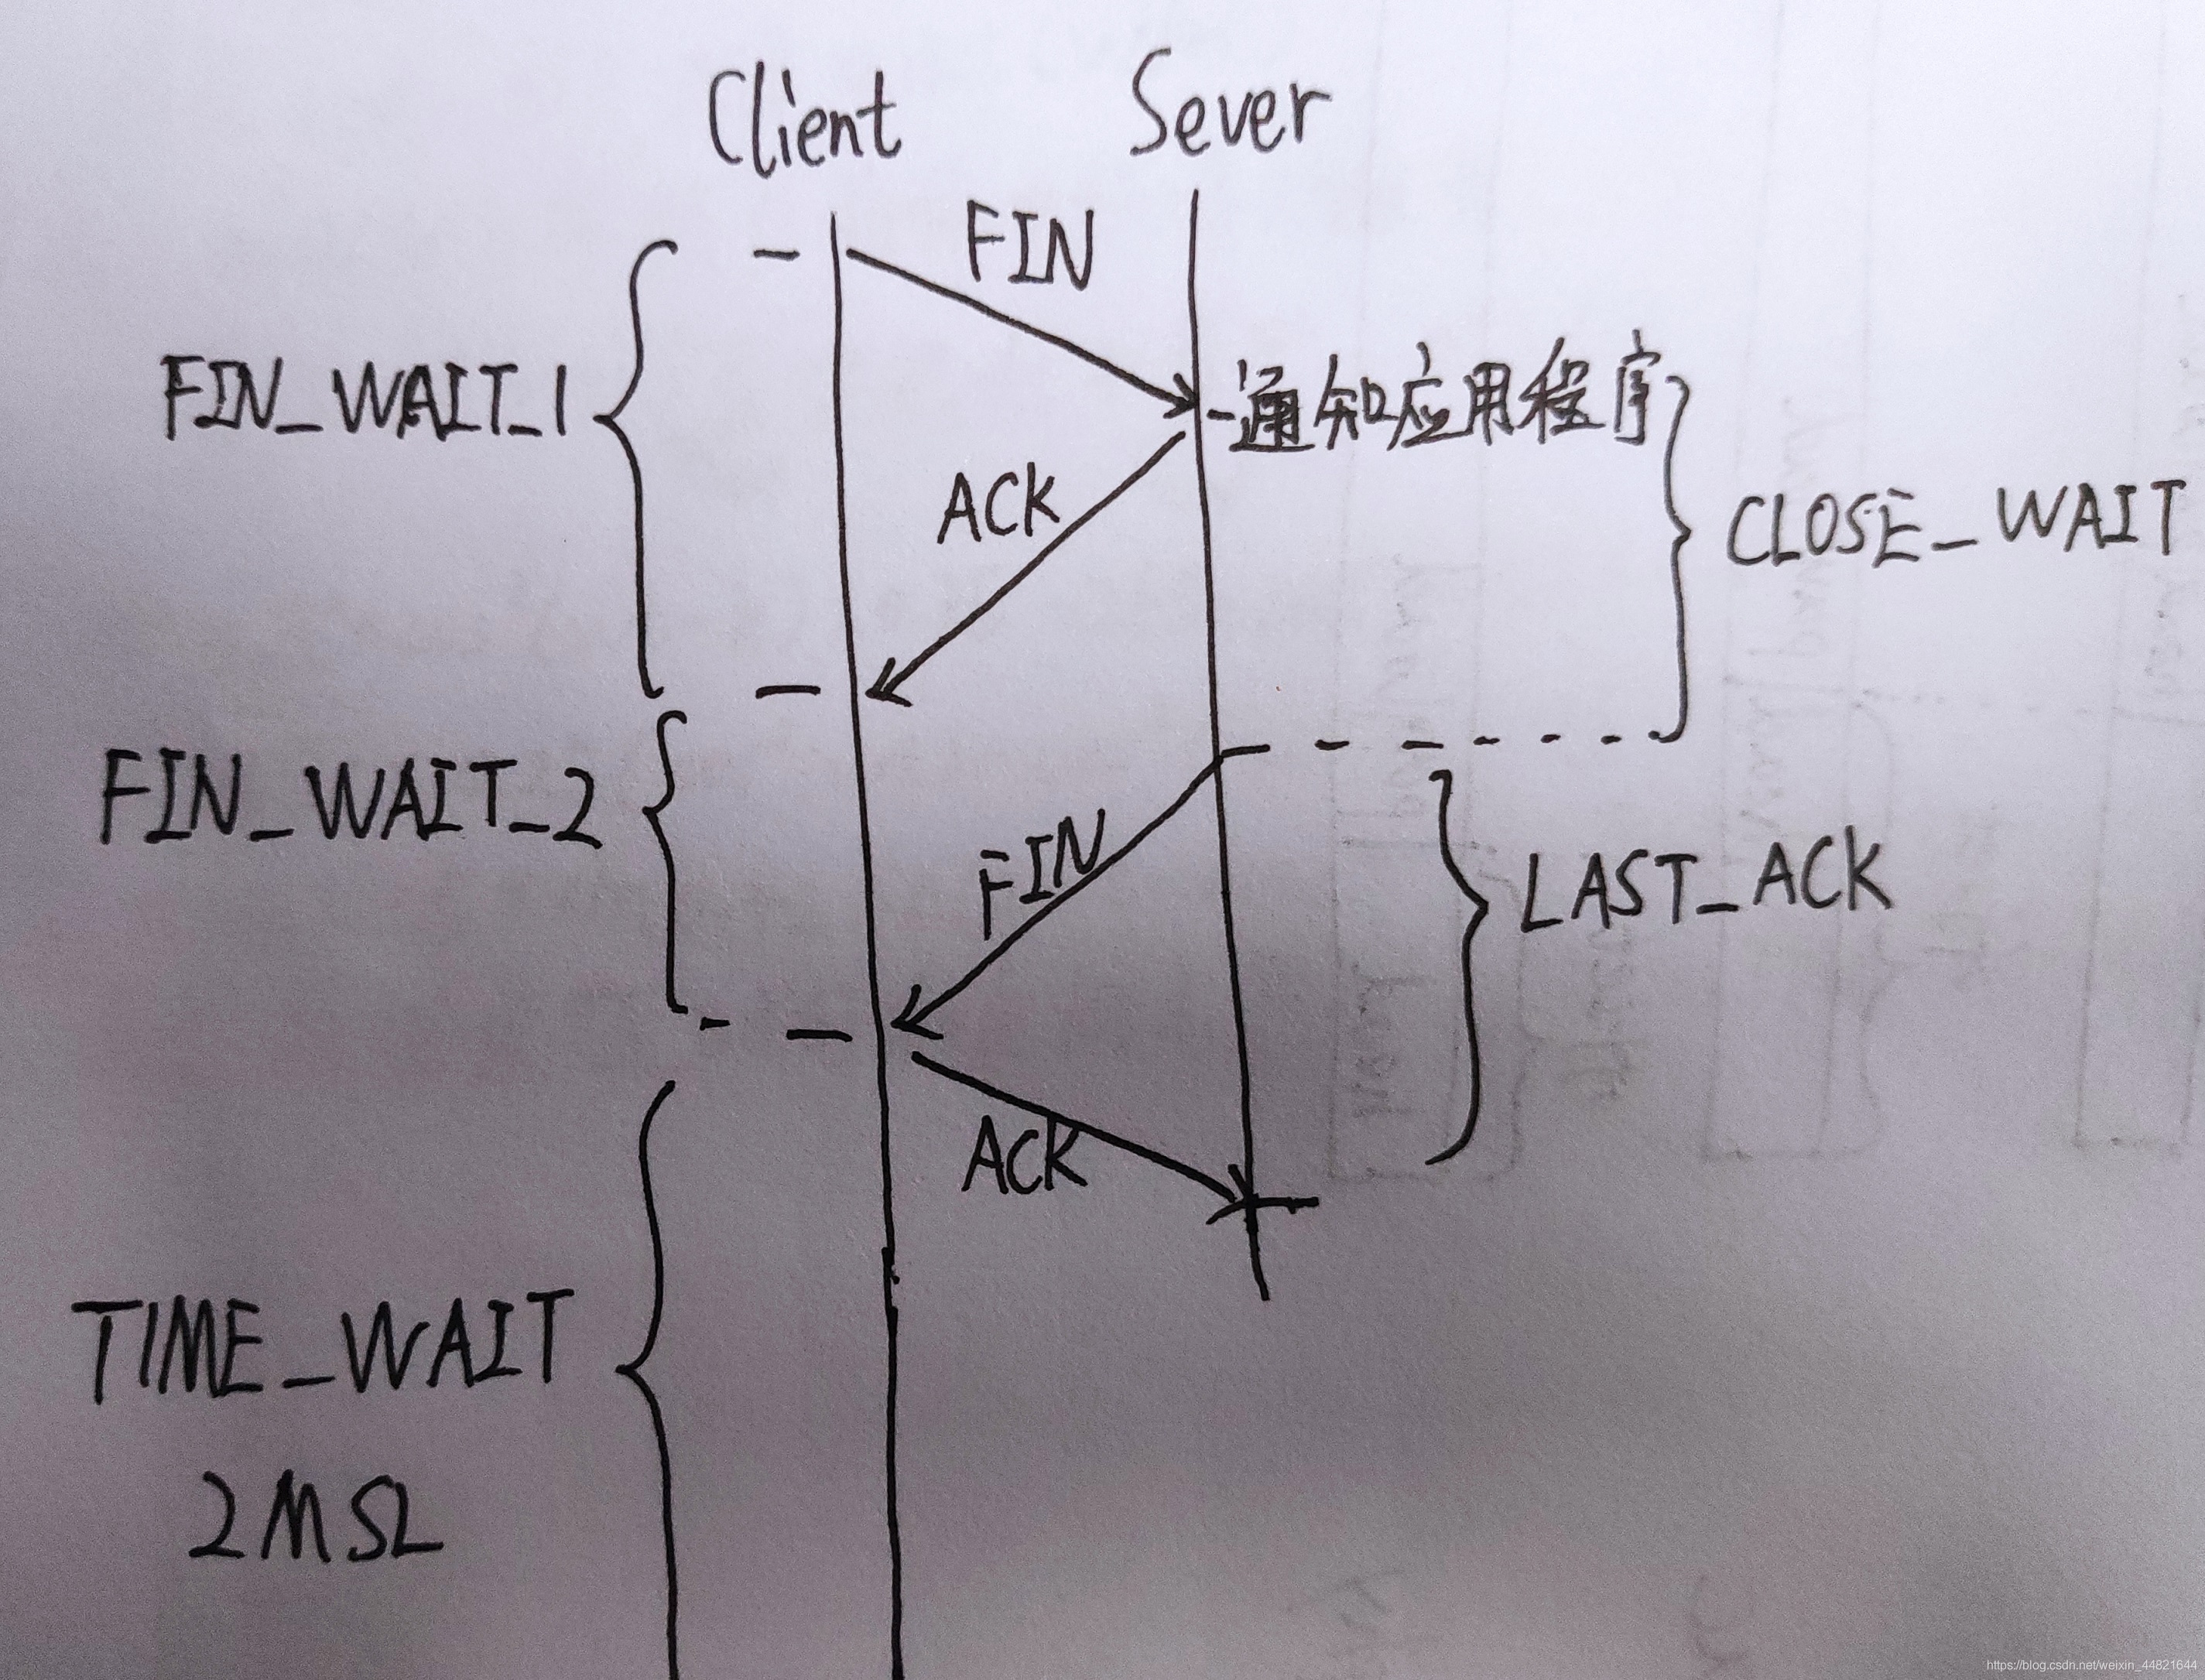 Client
Sever
FIN
FIN_WAIT_1
-通知应用程序
ACK
CLOSE_WAIT
FIN_WAIT_2
FIN
LAST_ACK
ACK
TIME_WAIT
2MSL
https://blog.csdn.net/weixin_44821644